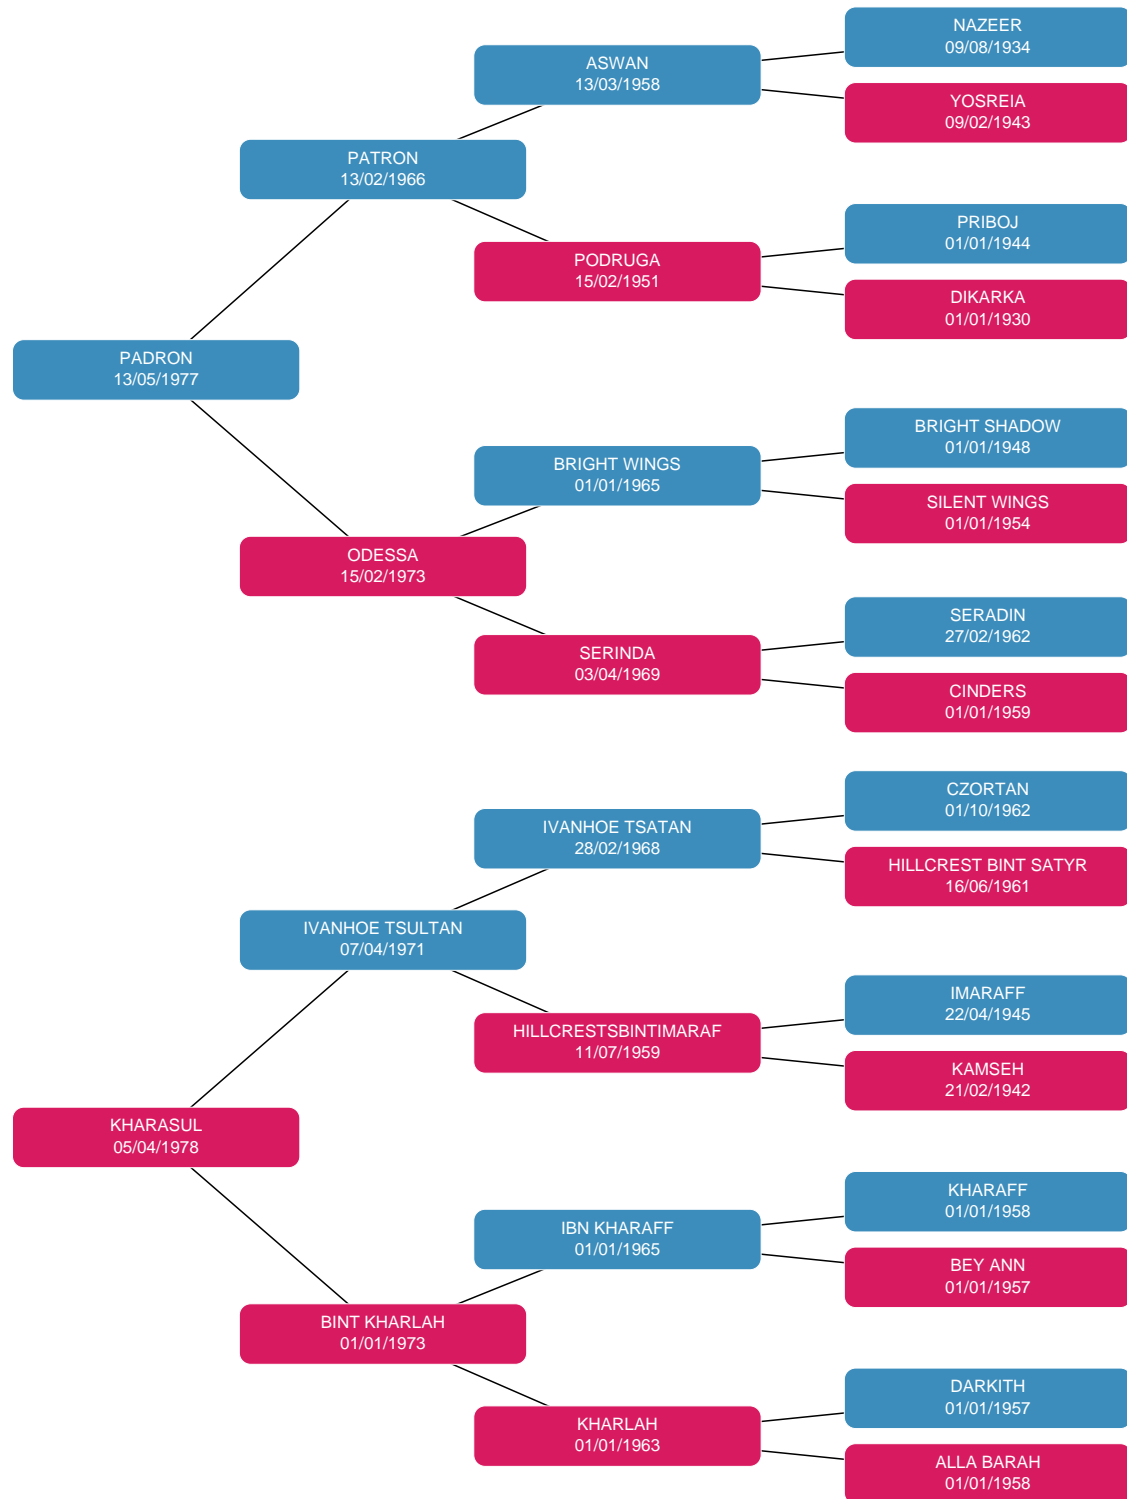 NAZEER
09/08/1934
ASWAN
13/03/1958
YOSREIA
09/02/1943
PATRON
13/02/1966
PRIBOJ
01/01/1944
PODRUGA
15/02/1951
DIKARKA
01/01/1930
PADRON
13/05/1977
BRIGHT SHADOW
01/01/1948
BRIGHT WINGS
01/01/1965
SILENT WINGS
01/01/1954
ODESSA
15/02/1973
SERADIN
27/02/1962
SERINDA
03/04/1969
CINDERS
01/01/1959
CZORTAN
01/10/1962
IVANHOE TSATAN
28/02/1968
HILLCREST BINT SATYR
16/06/1961
IVANHOE TSULTAN
07/04/1971
IMARAFF
22/04/1945
HILLCRESTSBINTIMARAF
11/07/1959
KAMSEH
21/02/1942
KHARASUL
05/04/1978
KHARAFF
01/01/1958
IBN KHARAFF
01/01/1965
BEY ANN
01/01/1957
BINT KHARLAH
01/01/1973
DARKITH
01/01/1957
KHARLAH
01/01/1963
ALLA BARAH
01/01/1958